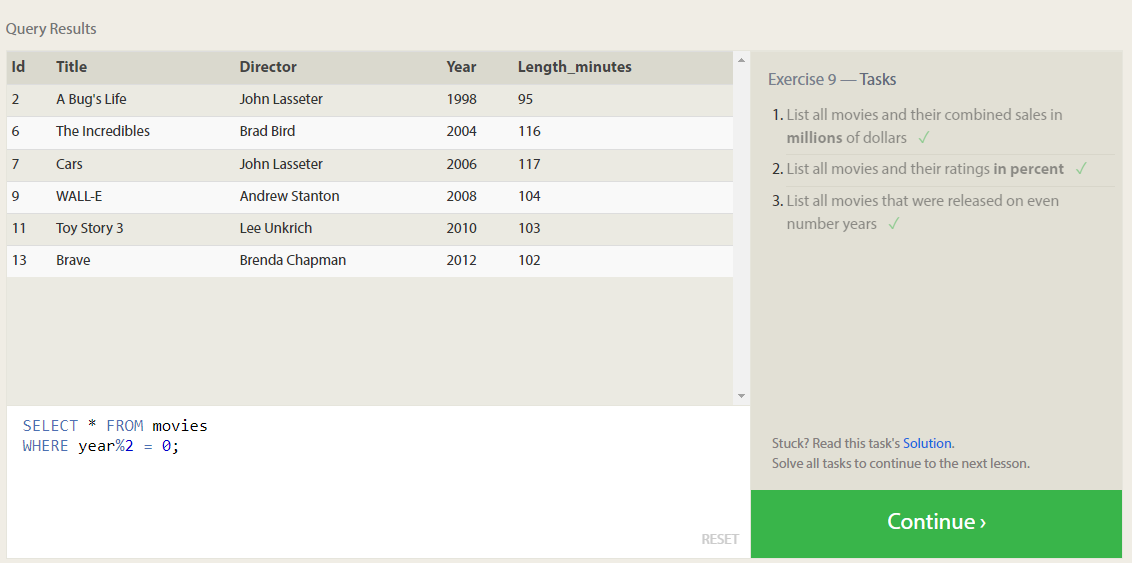 Query Results
Id Title Director Year Length_minutes
2 A Bug's Life John Lasseter 1998 95
6 The Incredibles Brad Bird 2004 116
7 Cars John Lasseter 2006 117
9 WALL-E Andrew Stanton 2008 104
11 Toy Story 3 Lee Unkrich 2010 103
13 Brave Brenda Chapman 2012 102
SELECT * FROM movies
WHERE year%2 = 0;
RESET
Exercise 9 — Tasks
1. List all movies and their combined sales in
millions of dollars ✓
2. List all movies and their ratings in percent ✓
3. List all movies that were released on even
number years ✓
Stuck? Read this task's Solution.
Solve all tasks to continue to the next lesson.
Continue ›